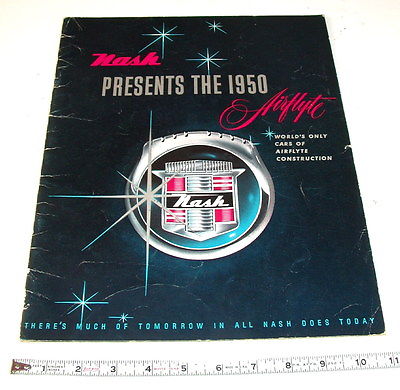 Nash
PRESENTS THE 1950
Airflyte
WORLD'S ONLY
CARS OF
AIRFLYTE
CONSTRUCTION
Nash
THERE'S MUCH OF TOMORROW IN ALL NASH DOES TODAY
1 2 3 4 5 6 7 8 9 10 11